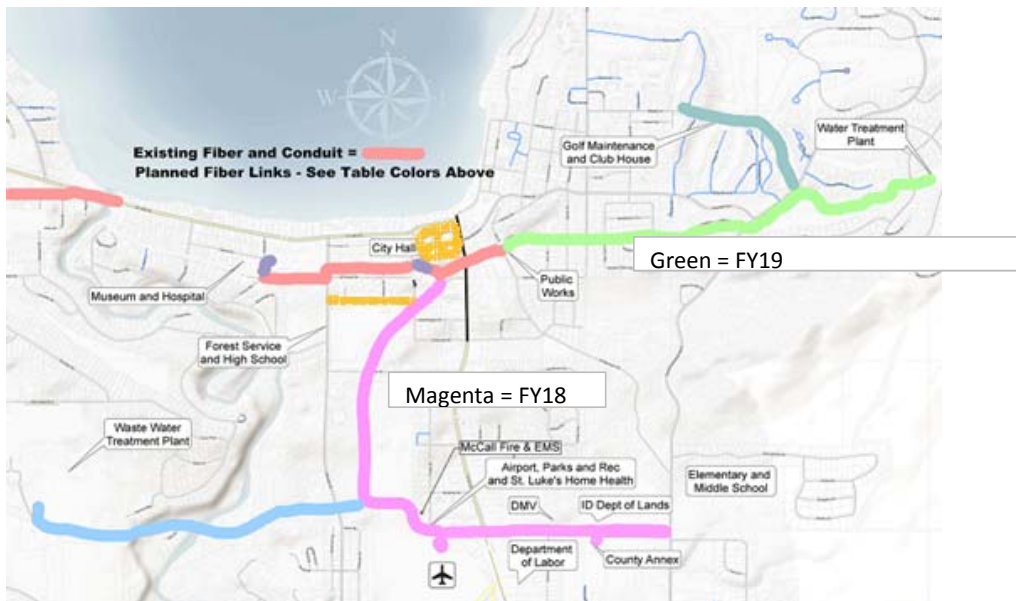 N
W
Existing Fiber and Conduit =
Planned Fiber Links - See Table Colors Above
Golf Maintenance
and Club House
Water Treatment
Plant
City Hall
Green = FY19
Public
Works
Museum and Hospital
Forest Service
and High School
Magenta = FY18
Waste Water
Treatment Plant
McCall Fire & EMS
Airport, Parks and Rec
and St. Luke's Home Health
Elementary and
Middle School
DMV
ID Dept of Lands
Department
of Labor
County Annex